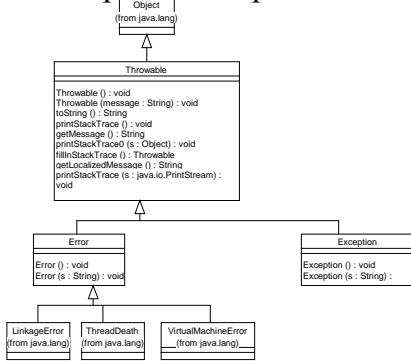 Object
(from java.lang)
Throwable
Throwable () : void
Throwable (message : String) : void
toString () : String
printStackTrace () : void
getMessage () : String
printStackTrace0 (s : Object) : void
fillInStackTrace () : Throwable
getLocalizedMessage () : String
printStackTrace (s : java.io.PrintStream) :
void
Error
Error () : void
Error (s : String) : void
Exception
Exception () : void
Exception (s : String) :
LinkageError
(from java.lang)
ThreadDeath
(from java.lang)
VirtualMachineError
(from java.lang)